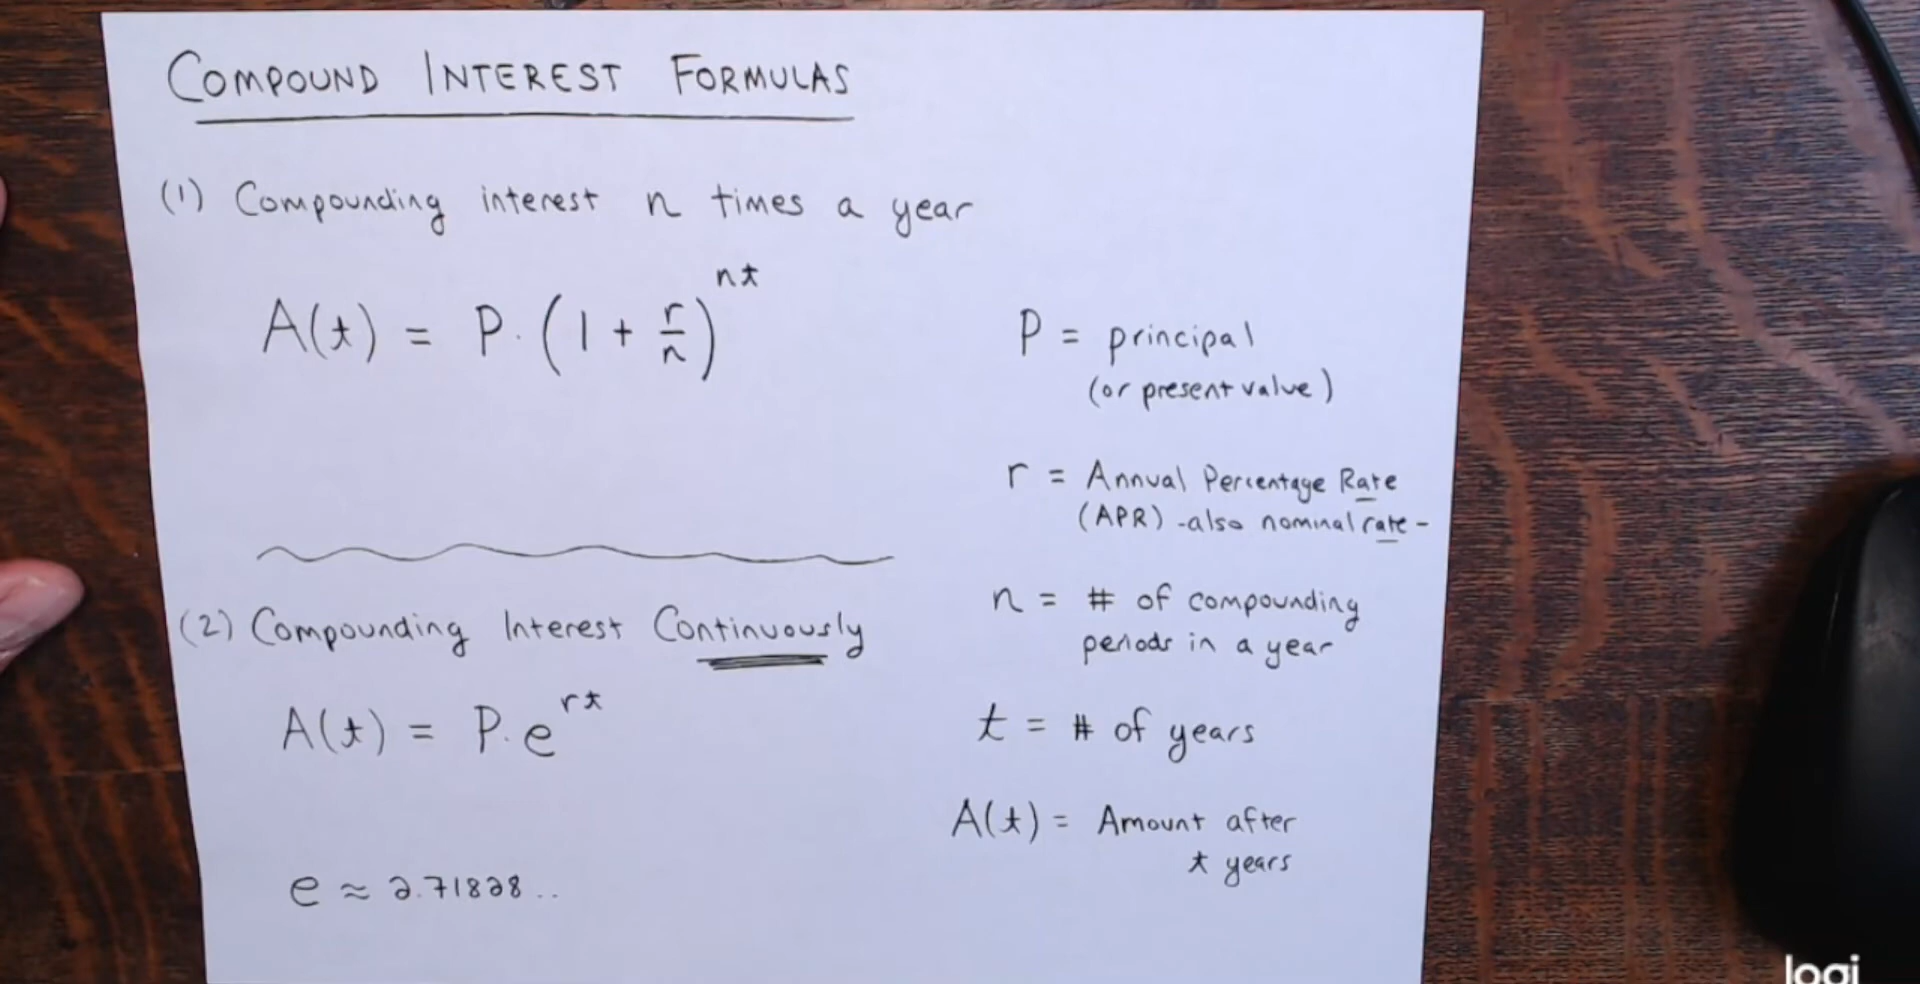 COMPOUND INTEREST FORMULAS
(1) Compounding interest n times a year
A(t) = P · (1 + r/n)^nt
(2) Compounding Interest Continuously
A(t) = P · e^rt
e ≈ 2.71828..
P = principal
(or present value)
r = Annual Percentage Rate
(APR) -also nominal rate-
n = # of compounding
periods in a year
t = # of years
A(t) = Amount after
t years
logi